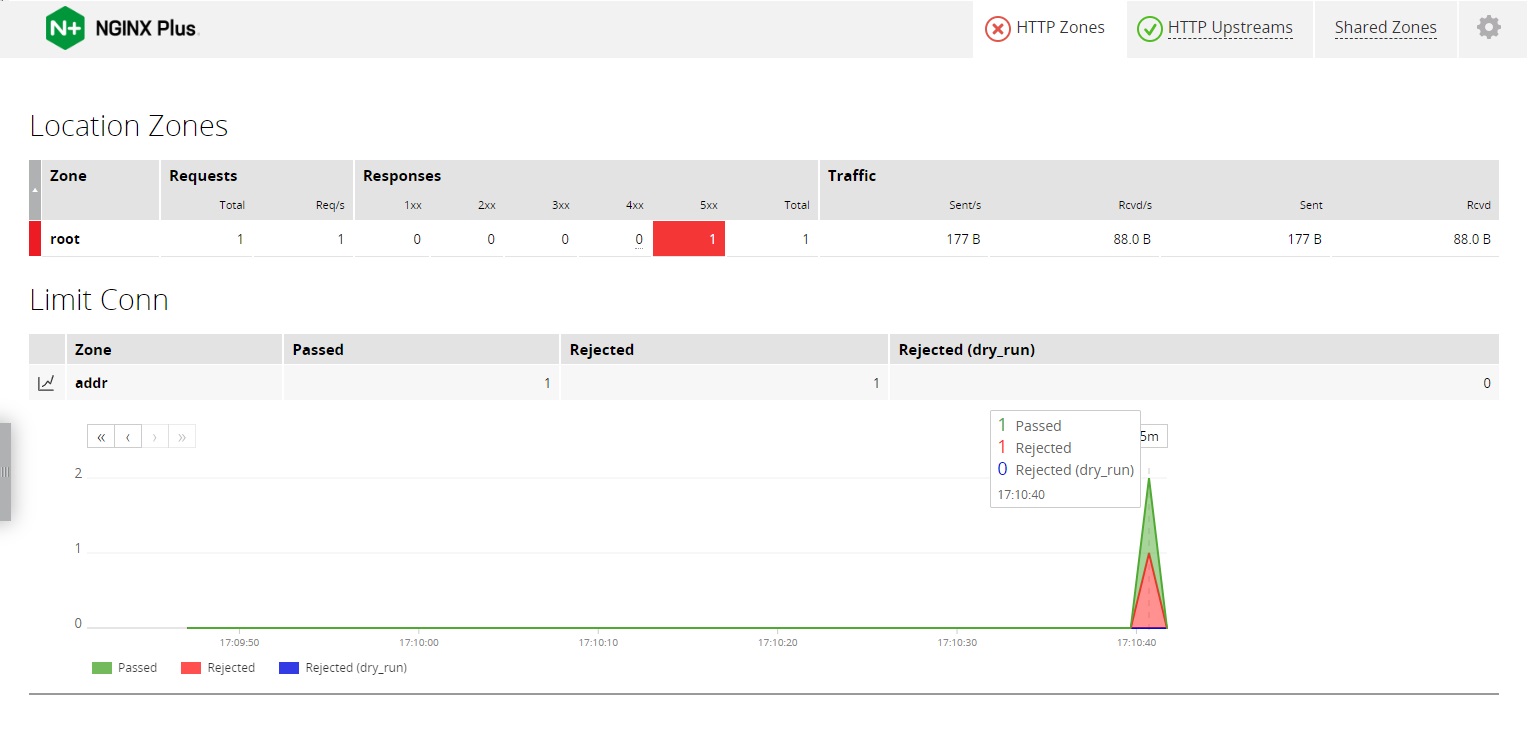 N+ NGINX Plus HTTP Zones HTTP Upstreams Shared Zones
Location Zones
Zone Requests Responses Traffic
Total Req/s 1xx 2xx 3xx 4xx 5xx Total Sent/s Rcvd/s Sent Rcvd
root 1 1 0 0 0 0 1 1 177 B 88.0 B 177 B 88.0 B
Limit Conn
Zone Passed Rejected Rejected (dry_run)
addr 1 1 0
« ‹ › »
5m
1 Passed
1 Rejected
0 Rejected (dry_run)
17:10:40
2
1
0
17:09:50 17:10:00 17:10:10 17:10:20 17:10:30 17:10:40
Passed Rejected Rejected (dry_run)